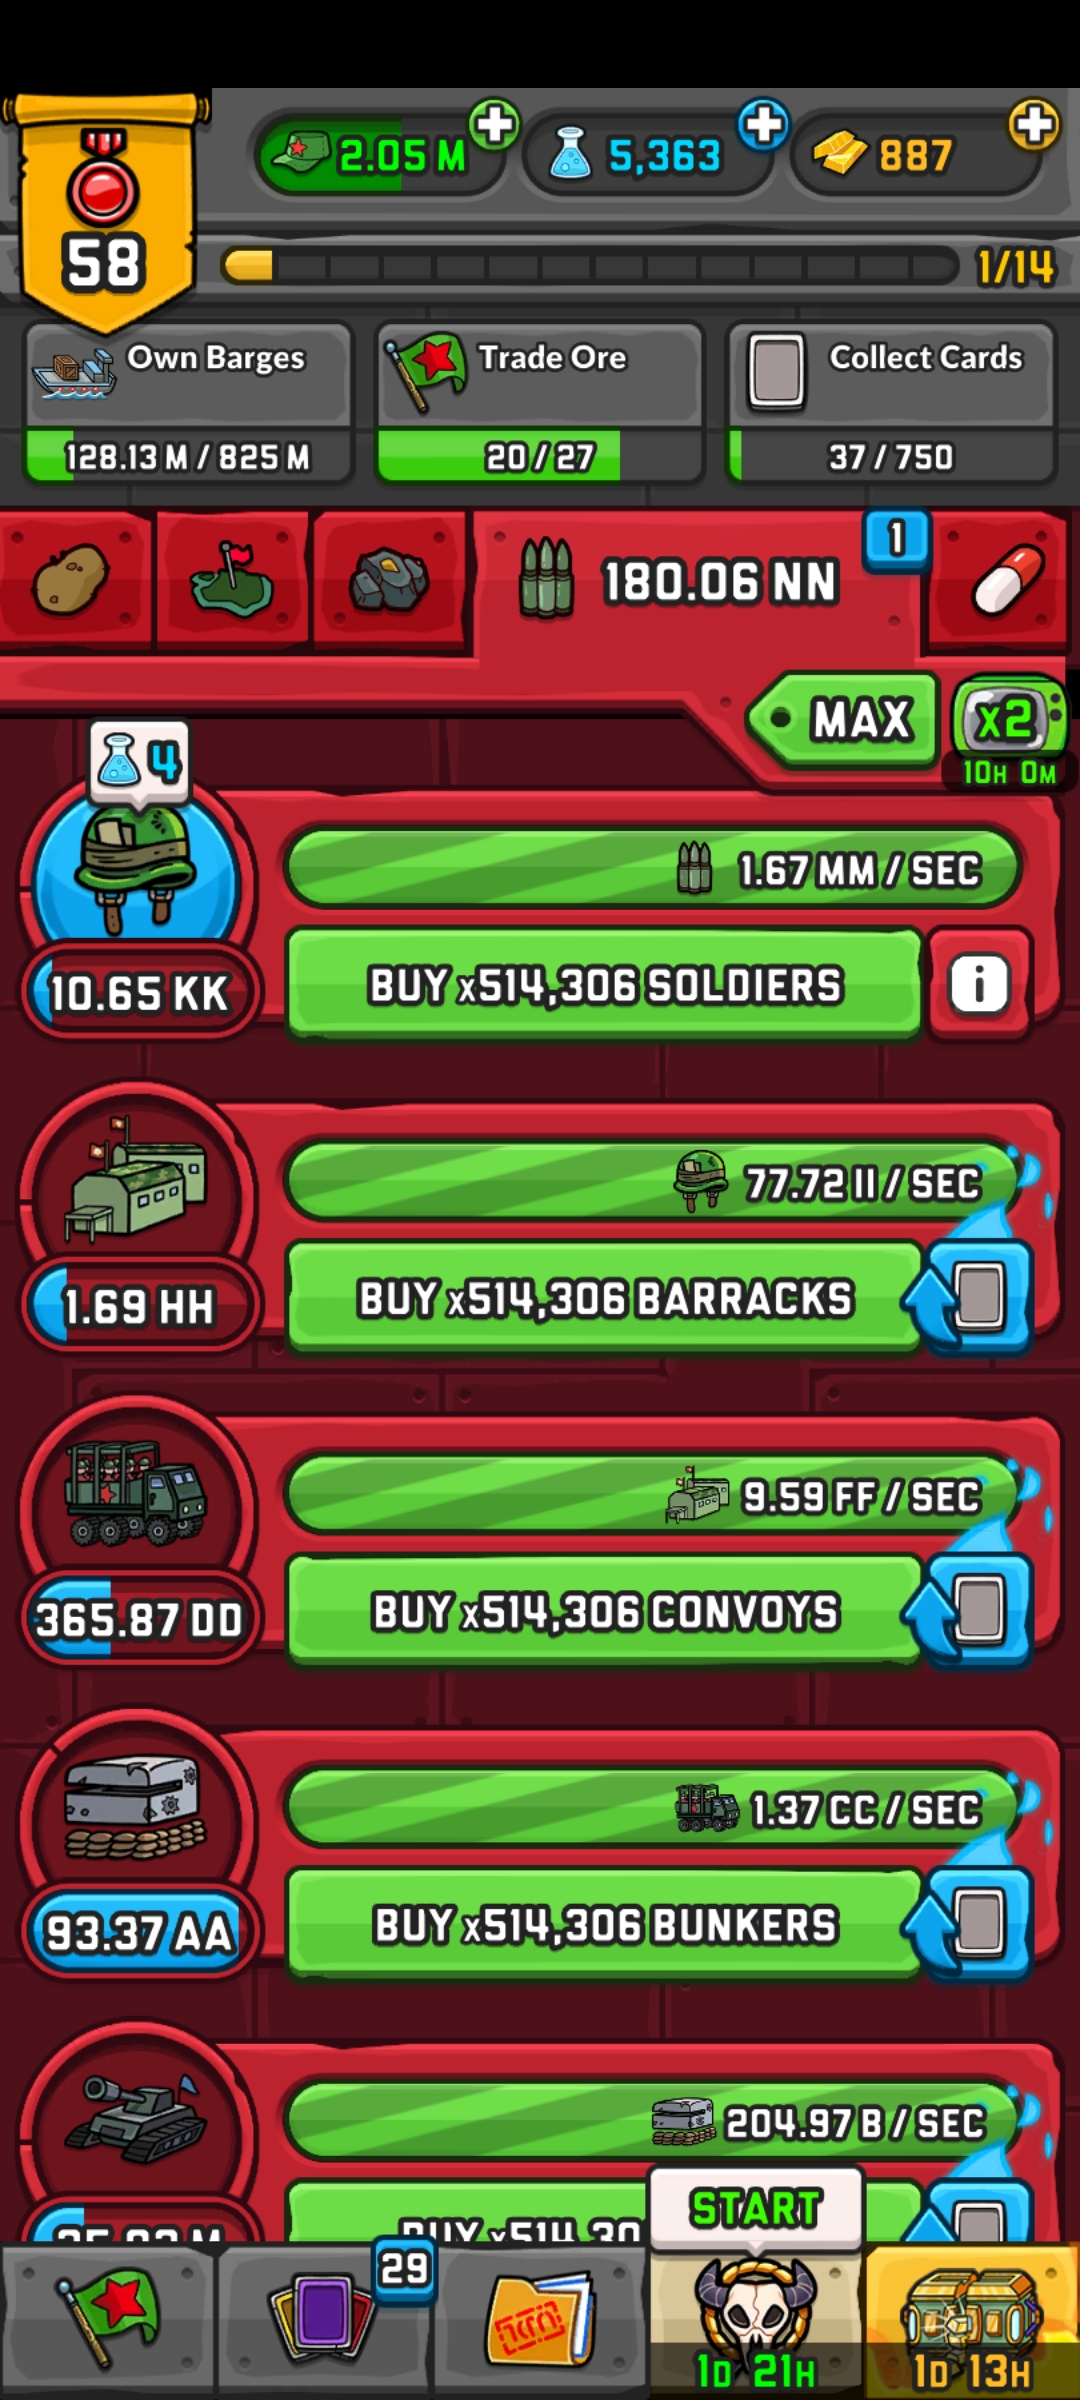 58
2.05 M
5,363
887
1/14
Own Barges
128.13 M / 825 M
Trade Ore
20 / 27
Collect Cards
37 / 750
180.06 NN
1
MAX
x2
10H 0M
4
1.67 MM / SEC
10.65 KK
BUY x514,306 SOLDIERS
i
77.72 II / SEC
1.69 HH
BUY x514,306 BARRACKS
9.59 FF / SEC
365.87 DD
BUY x514,306 CONVOYS
1.37 CC / SEC
93.37 AA
BUY x514,306 BUNKERS
204.97 B / SEC
BUY x514,30
START
29
1D 21H
1D 13H